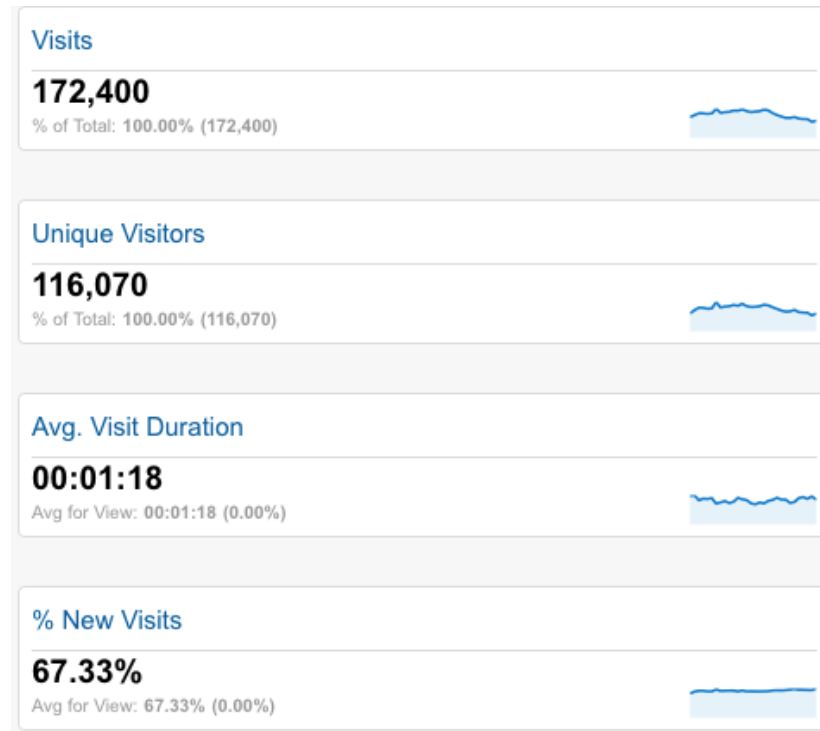 Visits
172,400
% of Total: 100.00% (172,400)
Unique Visitors
116,070
% of Total: 100.00% (116,070)
Avg. Visit Duration
00:01:18
Avg for View: 00:01:18 (0.00%)
% New Visits
67.33%
Avg for View: 67.33% (0.00%)